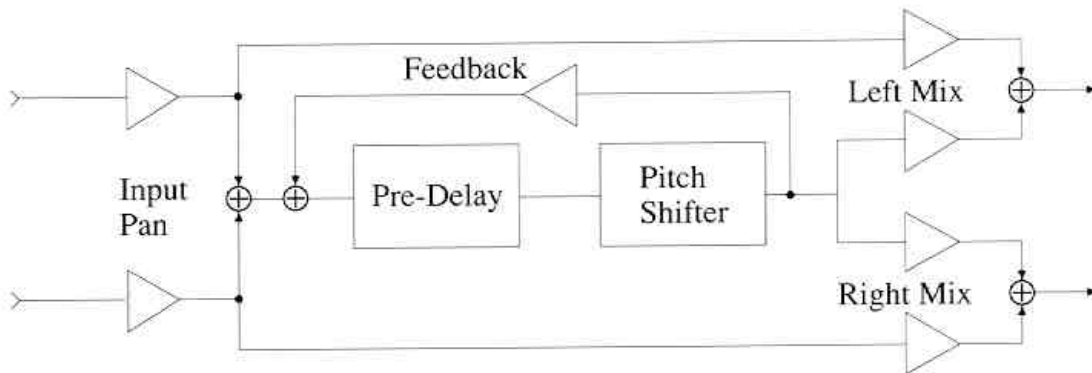 Feedback
Left Mix
Input
Pan
Pre-Delay
Pitch
Shifter
Right Mix